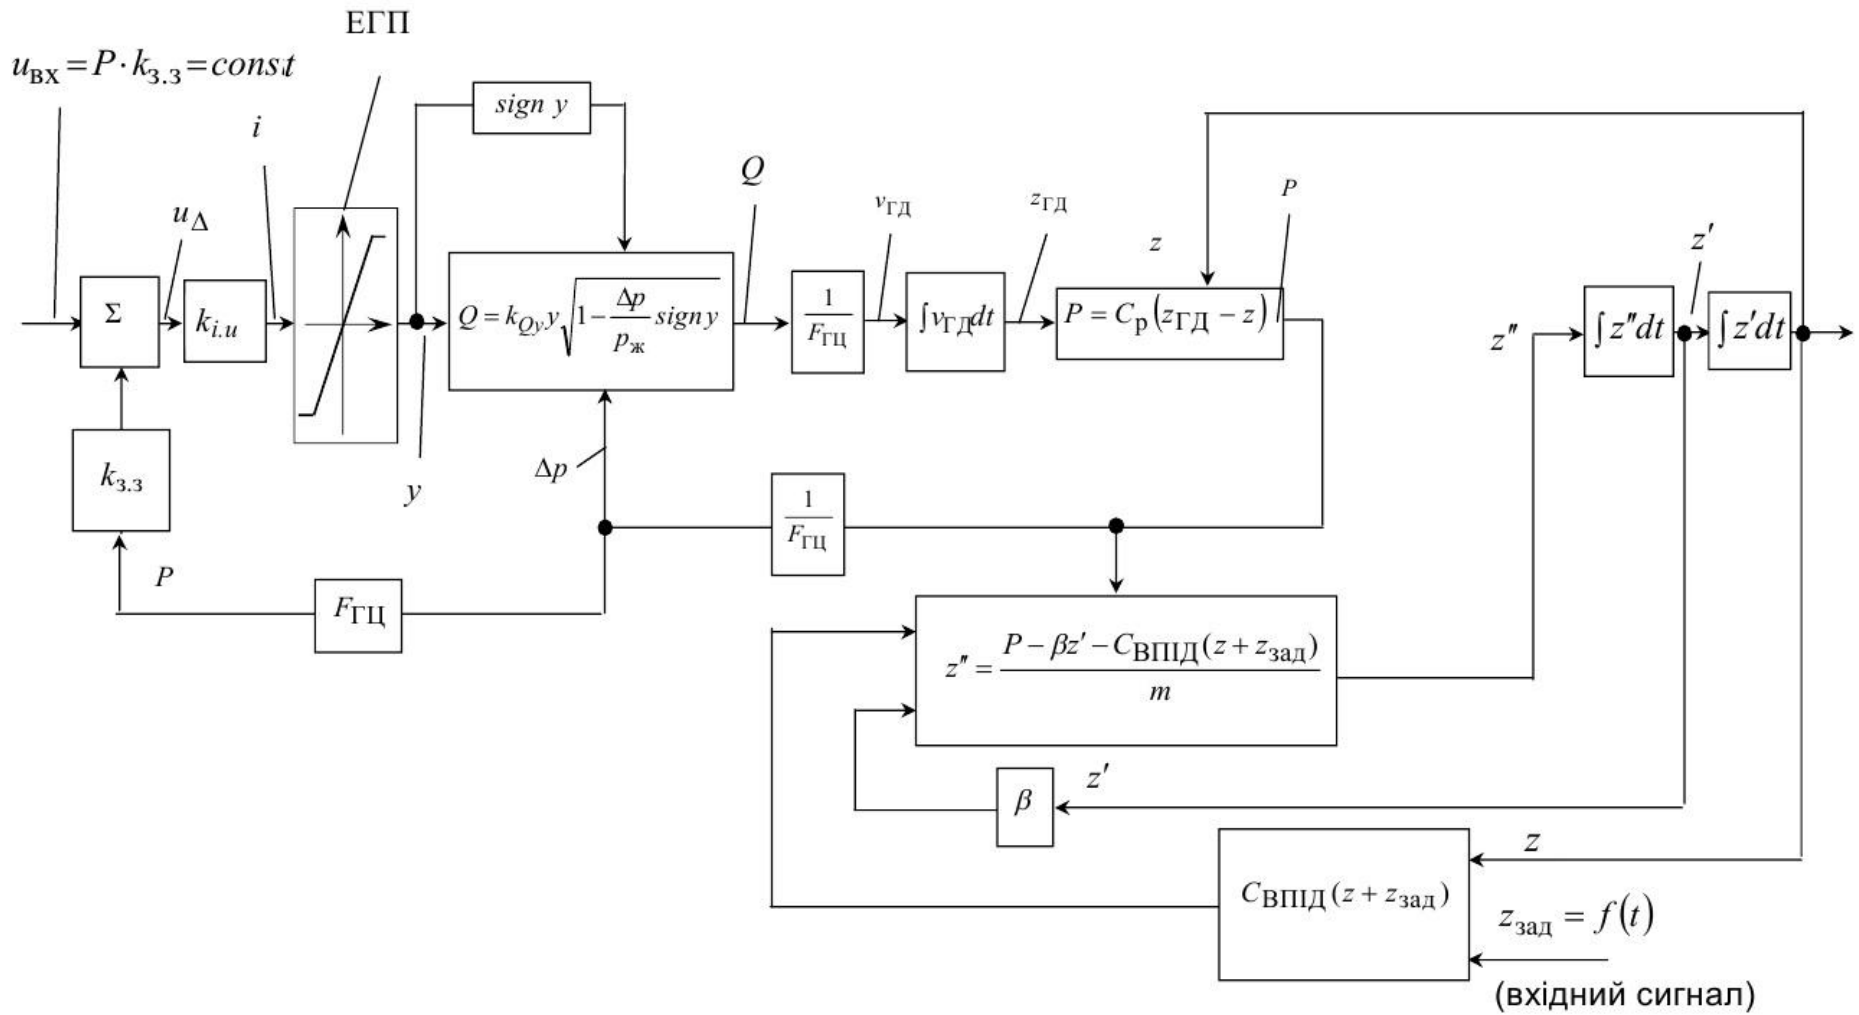 ЕГП
u_ВХ = P · k_З.З = const
i
sign y
Q
u_Δ
v_ГД
z_ГД
P
z
z′
Σ
k_i.u
Q = k_Qy y √(1 − Δp/p_ж sign y)
1/F_ГЦ
∫v_ГД dt
P = C_p (z_ГД − z)
z″
∫z″dt
∫z′dt
k_З.З
Δp
y
1/F_ГЦ
P
F_ГЦ
z″ = (P − βz′ − C_ВПІД (z + z_зад))/m
z′
β
z
C_ВПІД (z + z_зад)
z_зад = f(t)
(вхідний сигнал)